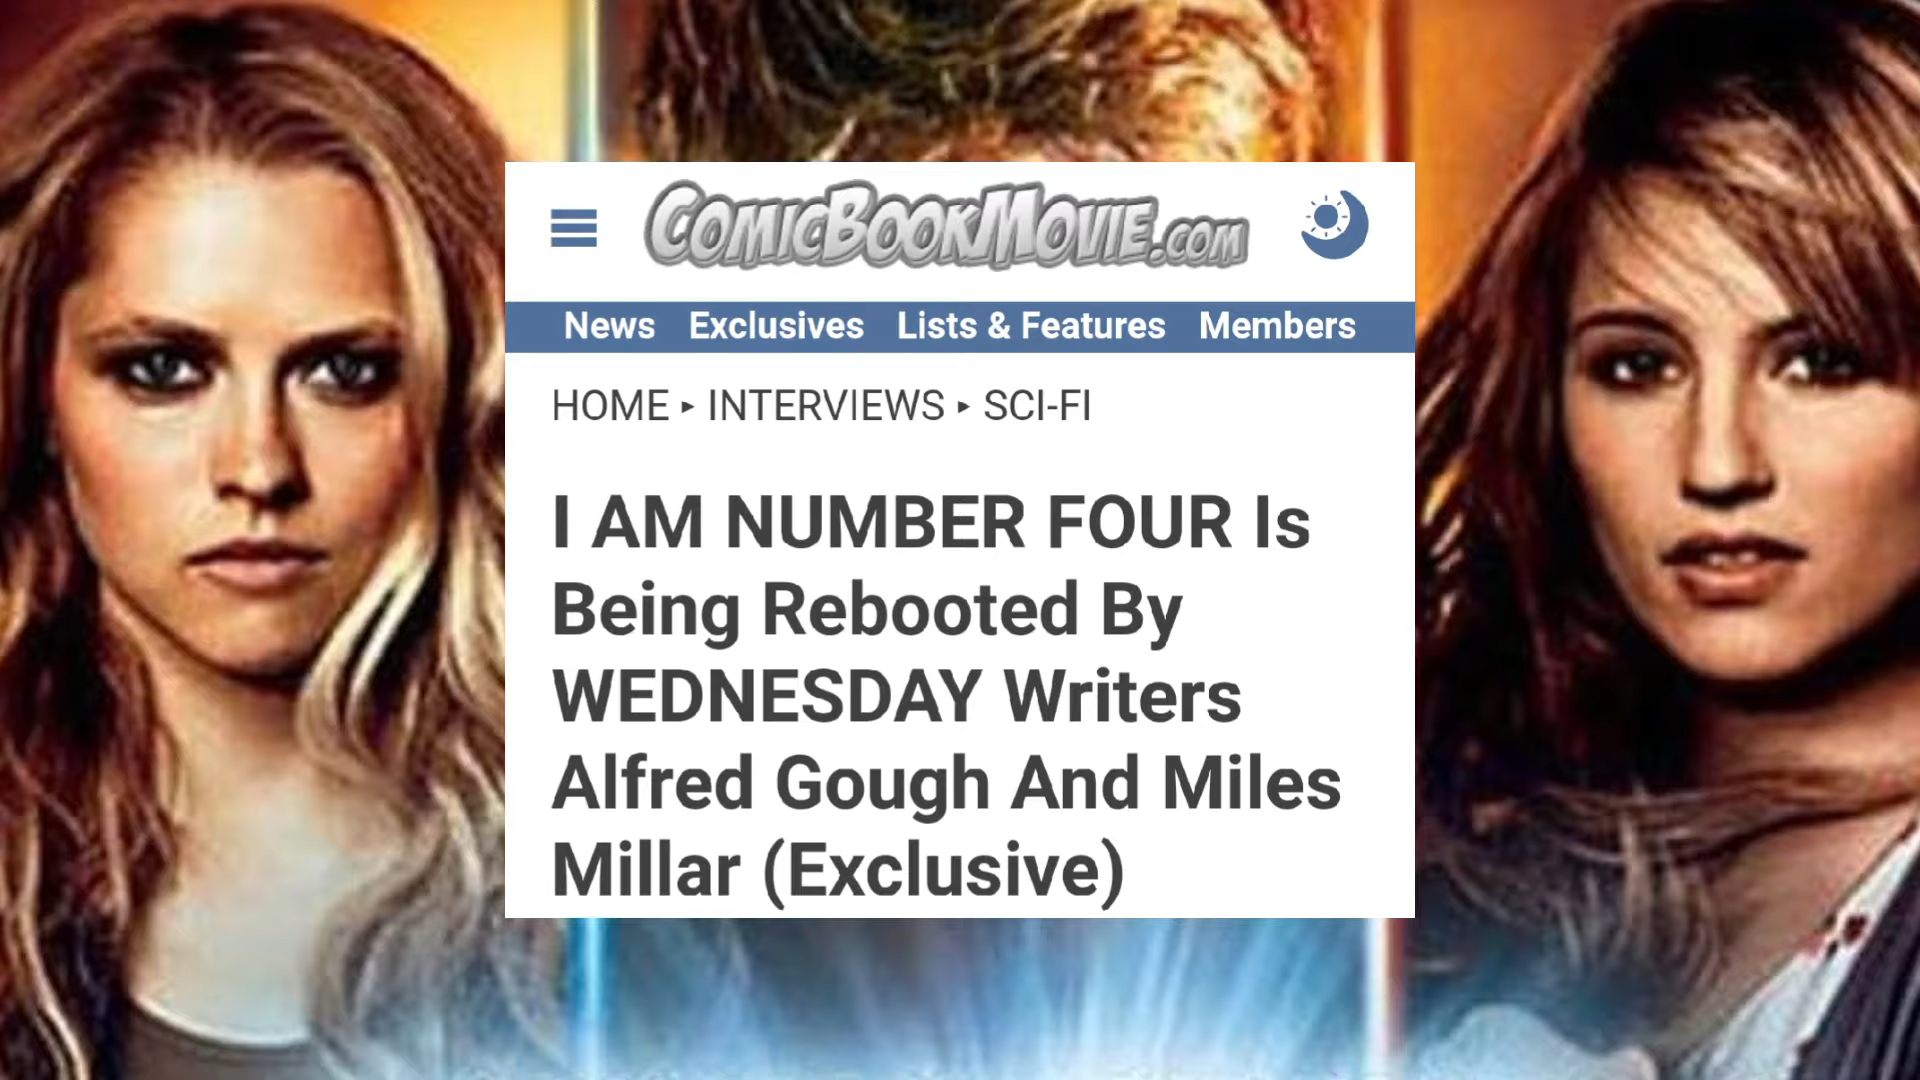 ComicBookMovie.com
News Exclusives Lists & Features Members
HOME ▸ INTERVIEWS ▸ SCI-FI
I AM NUMBER FOUR Is
Being Rebooted By
WEDNESDAY Writers
Alfred Gough And Miles
Millar (Exclusive)